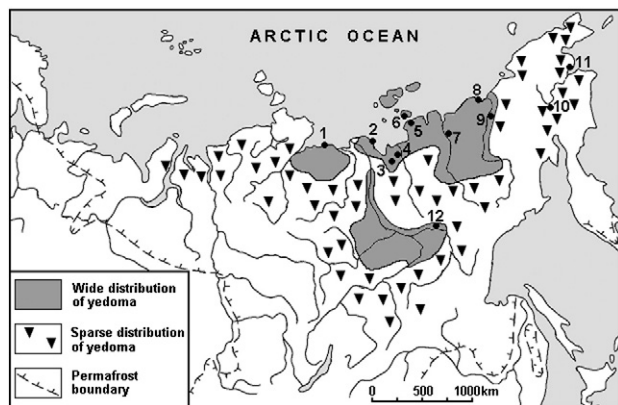 ARCTIC OCEAN
11
8
10
6
9
5
1
2
7
4
3
12
Wide distribution
of yedoma
Sparse distribution
of yedoma
Permafrost
boundary
0 500 1000km